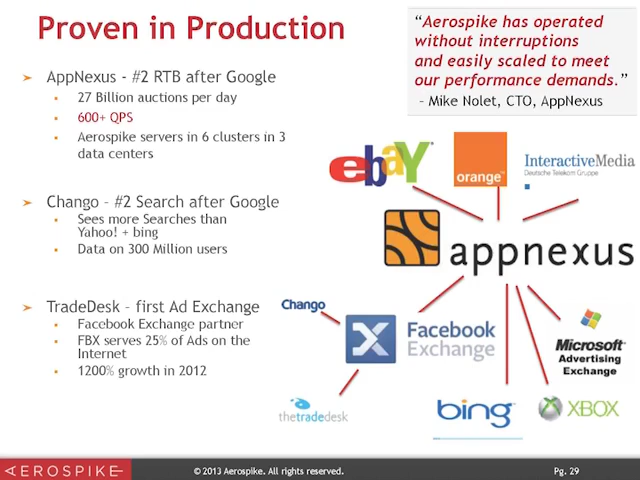 Proven in Production
"Aerospike has operated
without interruptions
and easily scaled to meet
our performance demands."
– Mike Nolet, CTO, AppNexus
AppNexus - #2 RTB after Google
27 Billion auctions per day
600+ QPS
Aerospike servers in 6 clusters in 3
data centers
Chango – #2 Search after Google
Sees more Searches than
Yahoo! + bing
Data on 300 Million users
TradeDesk – first Ad Exchange
Facebook Exchange partner
FBX serves 25% of Ads on the
Internet
1200% growth in 2012
ebaY
orange™
InteractiveMedia
Deutsche Telekom Gruppe
appnexus
Chango
Facebook
Exchange
Microsoft®
Advertising
Exchange
thetradedesk
bing
XBOX
AEROSPIKE
© 2013 Aerospike. All rights reserved.
Pg. 29